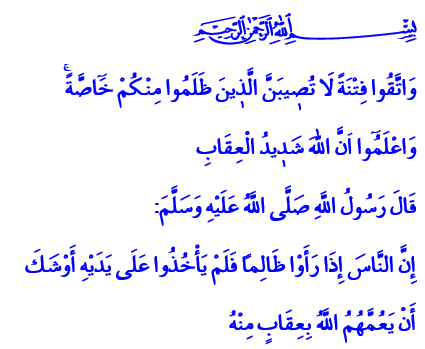 بِسْمِ اللّٰهِ الرَّحْمٰنِ الرَّحِيمِ
وَاتَّقُوا فِتْنَةً لَا تُصٖيبَنَّ الَّذٖينَ ظَلَمُوا مِنْكُمْ خَٓاصَّةًۚ
وَاعْلَمُٓوا اَنَّ اللّٰهَ شَدٖيدُ الْعِقَابِ
قَالَ رَسُولُ اللَّهِ صَلَّى اللَّهُ عَلَيْهِ وَسَلَّمَ:
إِنَّ النَّاسَ إِذَا رَأَوْا ظَالِمًا فَلَمْ يَأْخُذُوا عَلَى يَدَيْهِ أَوْشَكَ
أَنْ يَعُمَّهُمُ اللَّهُ بِعِقَابٍ مِنْهُ